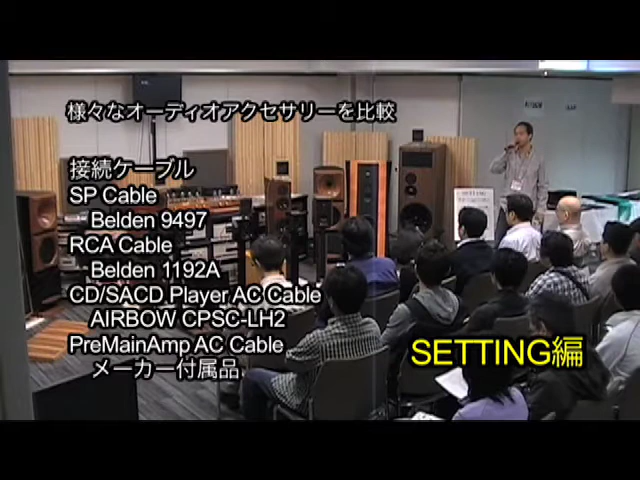 様々なオーディオアクセサリーを比較
接続ケーブル
SP Cable
Belden 9497
RCA Cable
Belden 1192A
CD/SACD Player AC Cable
AIRBOW CPSC-LH2
PreMainAmp AC Cable
メーカー付属品
SETTING編